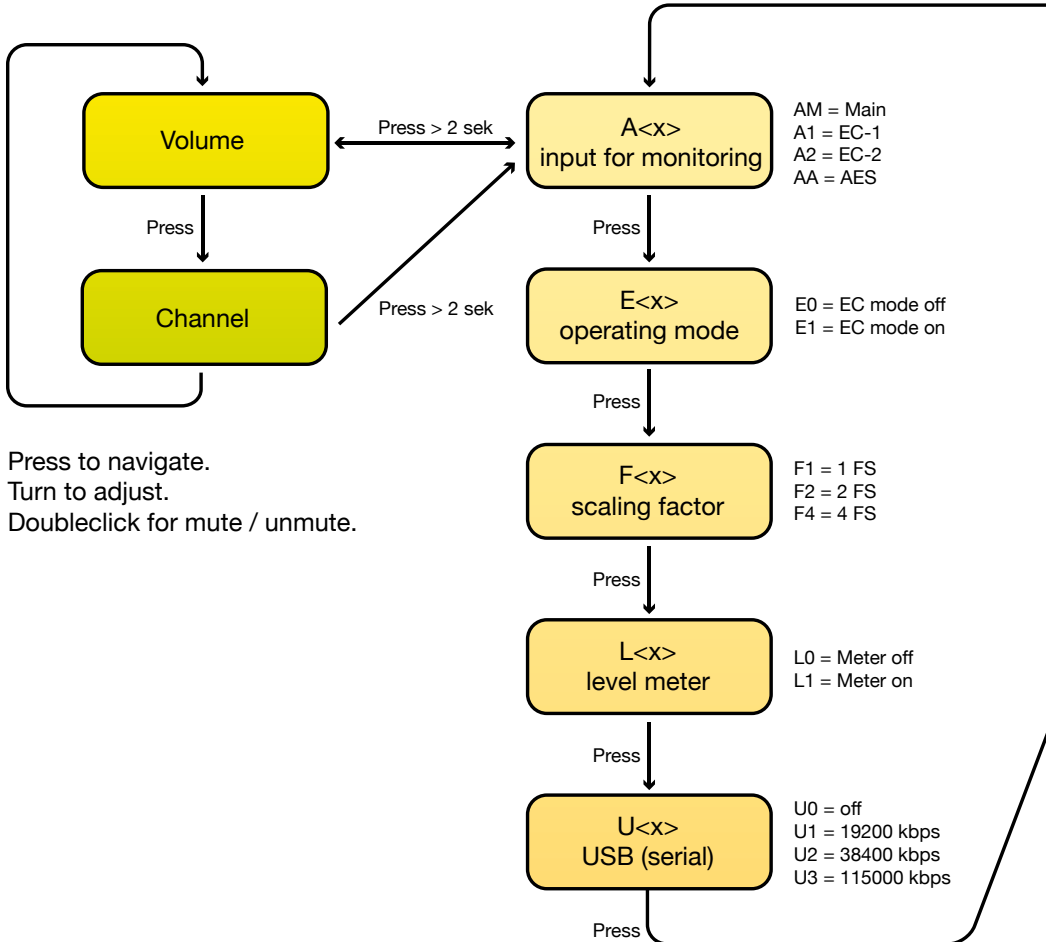 Volume
Press > 2 sek
A<x>
input for monitoring
AM = Main
A1 = EC-1
A2 = EC-2
AA = AES
Press
Press
Channel
Press > 2 sek
E<x>
operating mode
E0 = EC mode off
E1 = EC mode on
Press
Press to navigate.
Turn to adjust.
Doubleclick for mute / unmute.
F<x>
scaling factor
F1 = 1 FS
F2 = 2 FS
F4 = 4 FS
Press
L<x>
level meter
L0 = Meter off
L1 = Meter on
Press
U<x>
USB (serial)
U0 = off
U1 = 19200 kbps
U2 = 38400 kbps
U3 = 115000 kbps
Press